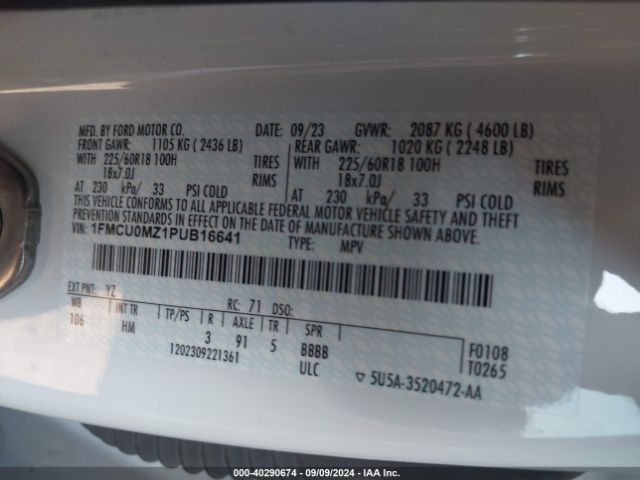 MFD. BY FORD MOTOR CO. DATE: 09/23 GVWR: 2087 KG ( 4600 LB)
FRONT GAWR: 1105 KG ( 2436 LB) REAR GAWR: 1020 KG ( 2248 LB)
WITH 225/60R18 100H TIRES WITH 225/60R18 100H TIRES
18x7.0J RIMS 18x7.0J RIMS
AT 230 kPa/ 33 PSI COLD AT 230 kPa/ 33 PSI COLD
THIS VEHICLE CONFORMS TO ALL APPLICABLE FEDERAL MOTOR VEHICLE SAFETY AND THEFT
PREVENTION STANDARDS IN EFFECT ON THE DATE OF MANUFACTURE SHOWN ABOVE.
VIN: 1FMCU0MZ1PUB16641 TYPE: MPV
EXT PNT: YZ RC: 71 DSO:
WB INT TR TP/PS R AXLE TR SPR
106 HM 3 91 5 BBBB
1202309221361 ULC
F0108
T0265
5U5A-3520472-AA
000-40290674 / 09/09/2024 - IAA Inc.